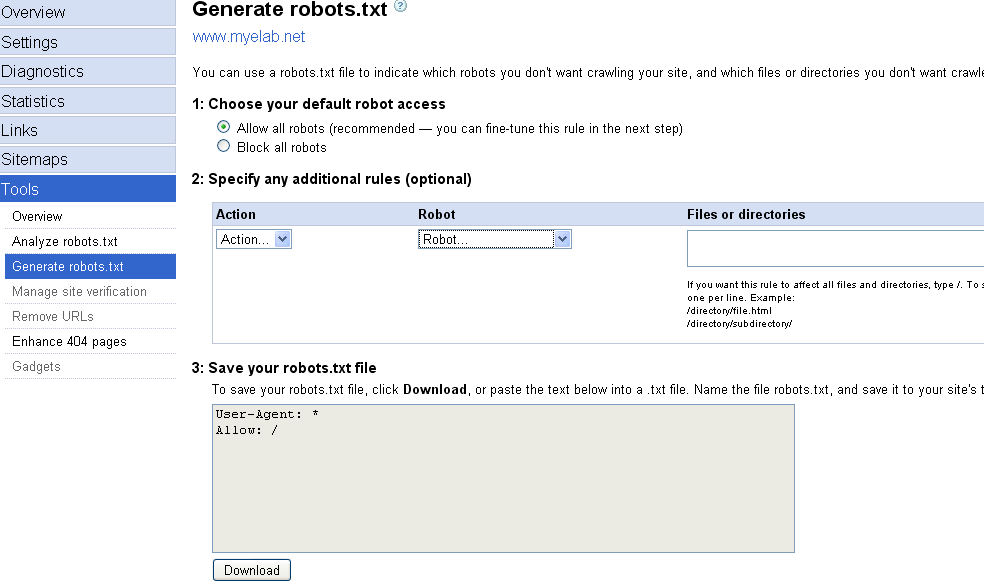 Overview
Settings
Diagnostics
Statistics
Links
Sitemaps
Tools
Overview
Analyze robots.txt
Generate robots.txt
Manage site verification
Remove URLs
Enhance 404 pages
Gadgets
Generate robots.txt ?
www.myelab.net
You can use a robots.txt file to indicate which robots you don't want crawling your site, and which files or directories you don't want
1: Choose your default robot access
Allow all robots (recommended — you can fine-tune this rule in the next step)
Block all robots
2: Specify any additional rules (optional)
Action Robot Files or directories
Action... Robot...
If you want this rule to affect all files and directories, type /. To
one per line. Example:
/directory/file.html
/directory/subdirectory/
3: Save your robots.txt file
To save your robots.txt file, click Download, or paste the text below into a .txt file. Name the file robots.txt, and save it to your site's
User-Agent: *
Allow: /
Download